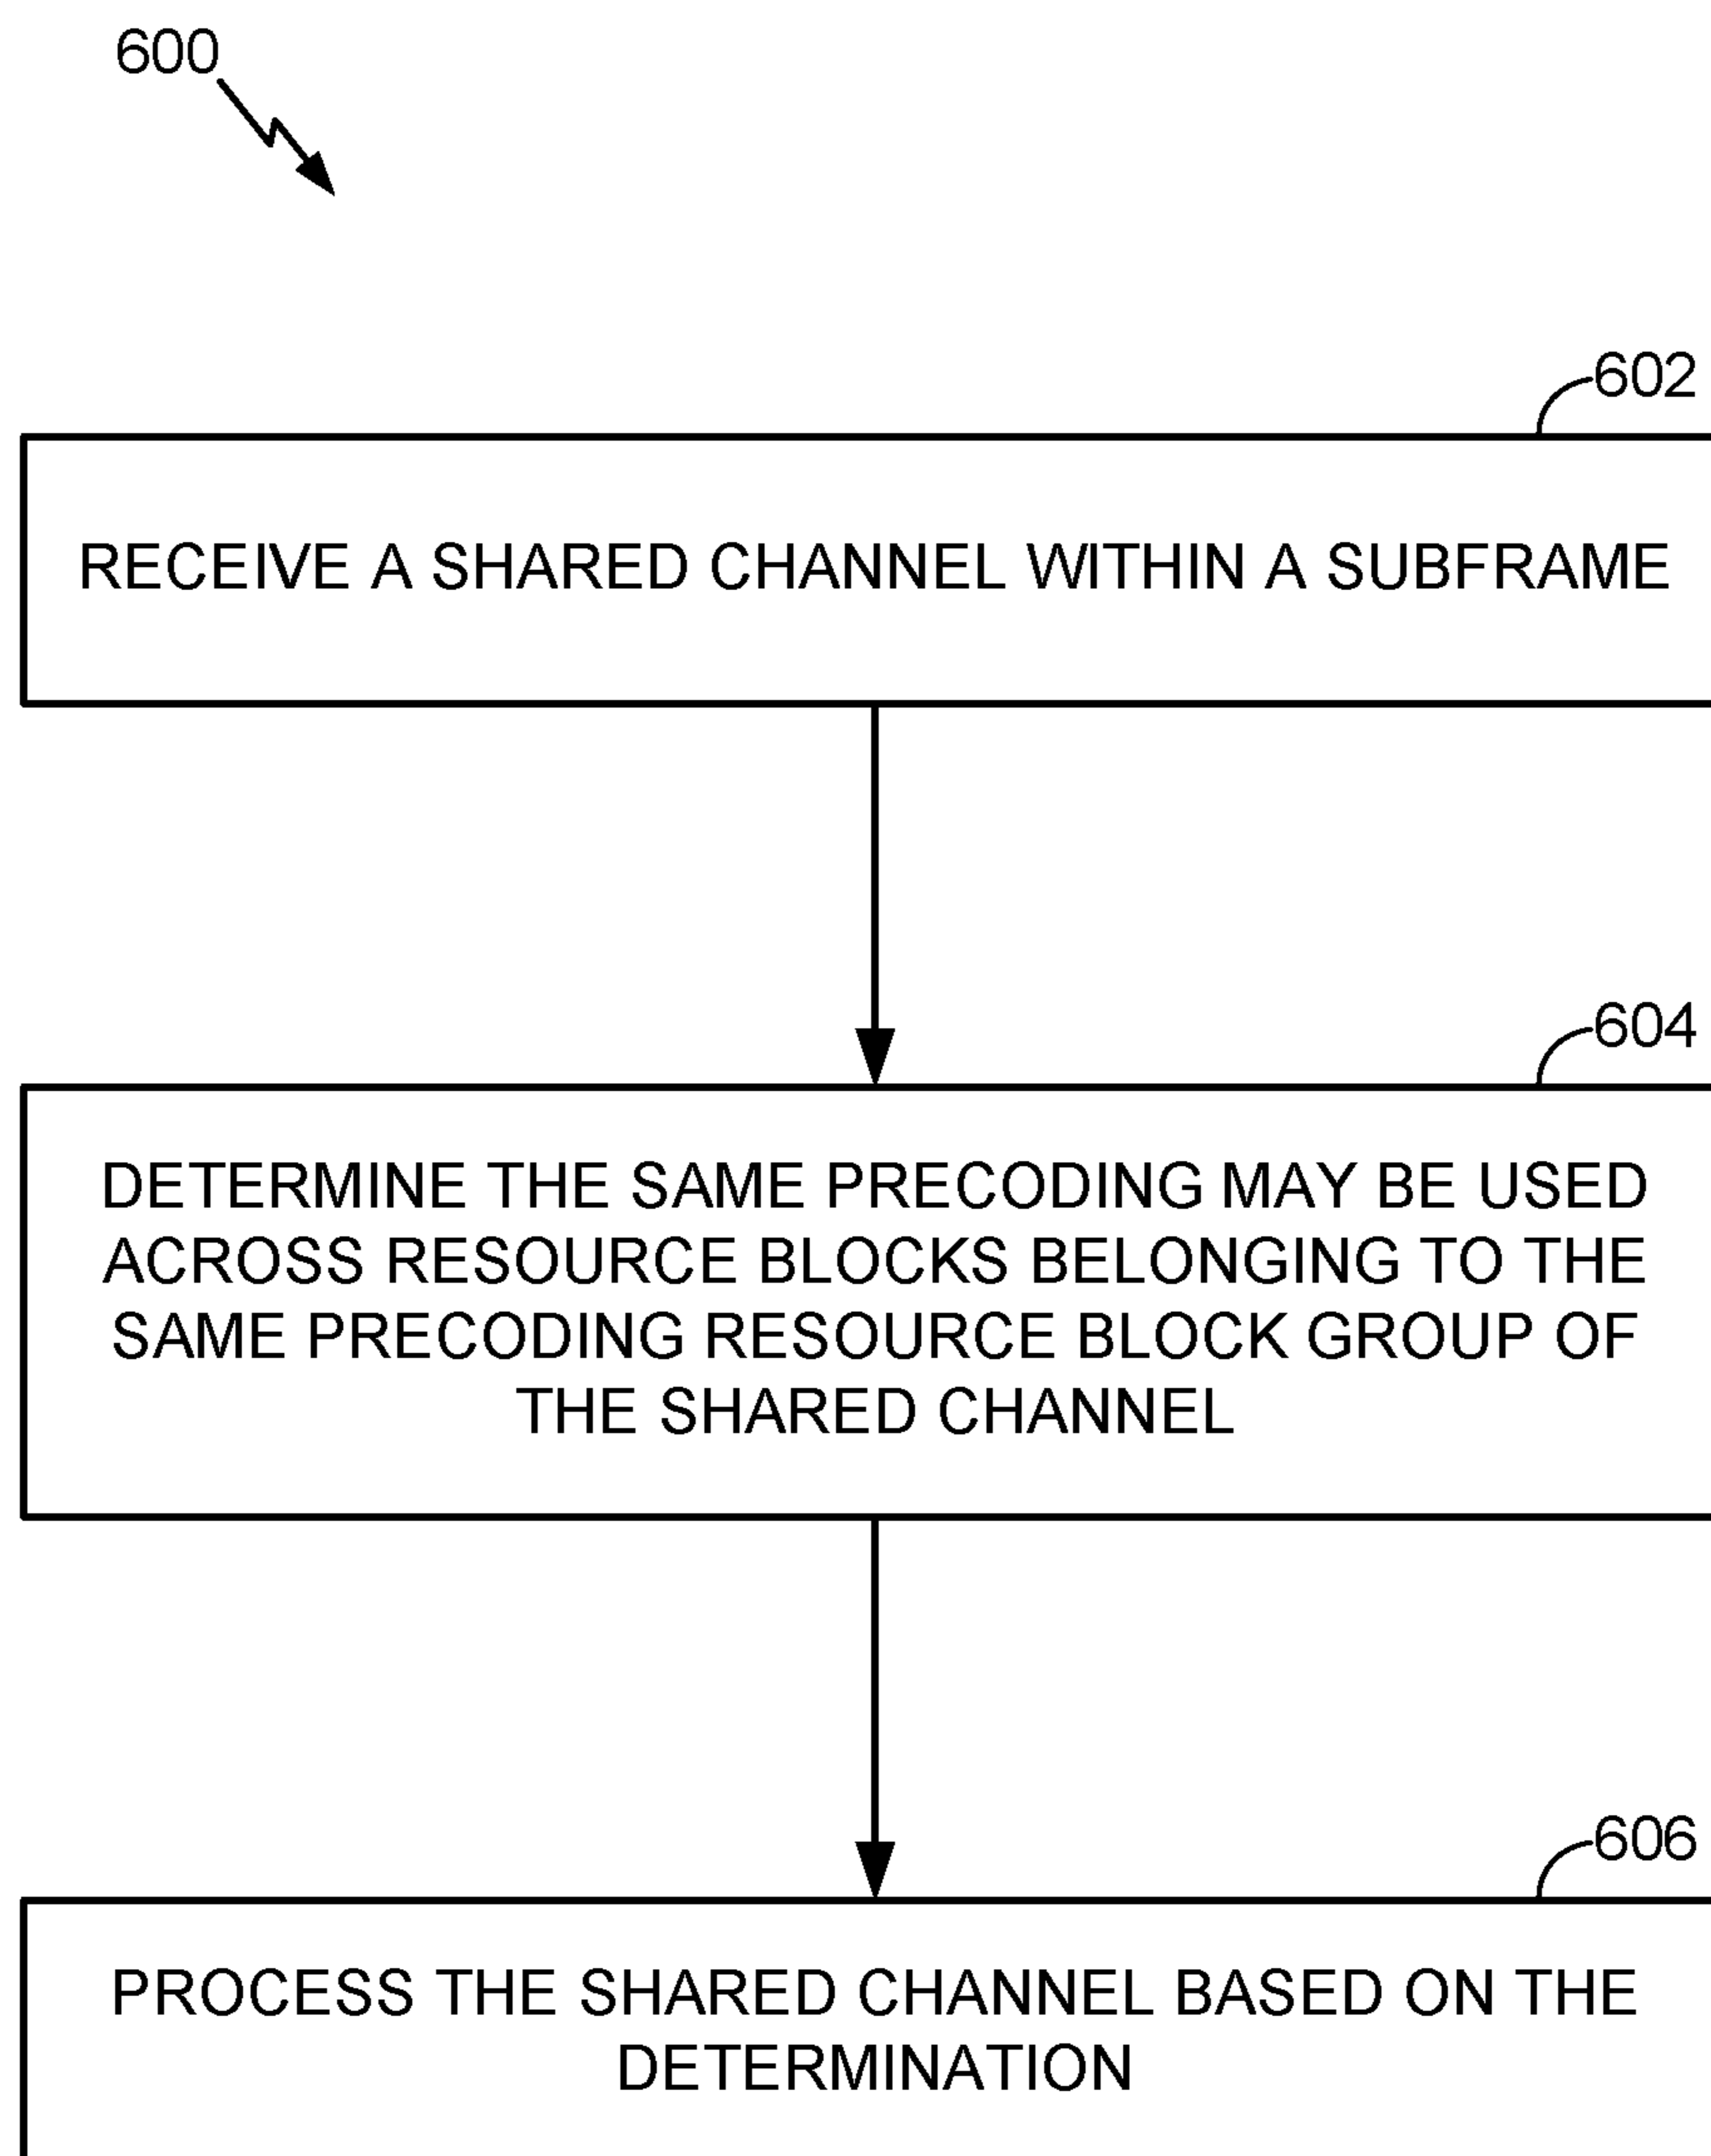 600
602
RECEIVE A SHARED CHANNEL WITHIN A SUBFRAME
604
DETERMINE THE SAME PRECODING MAY BE USED
ACROSS RESOURCE BLOCKS BELONGING TO THE
SAME PRECODING RESOURCE BLOCK GROUP OF
THE SHARED CHANNEL
606
PROCESS THE SHARED CHANNEL BASED ON THE
DETERMINATION